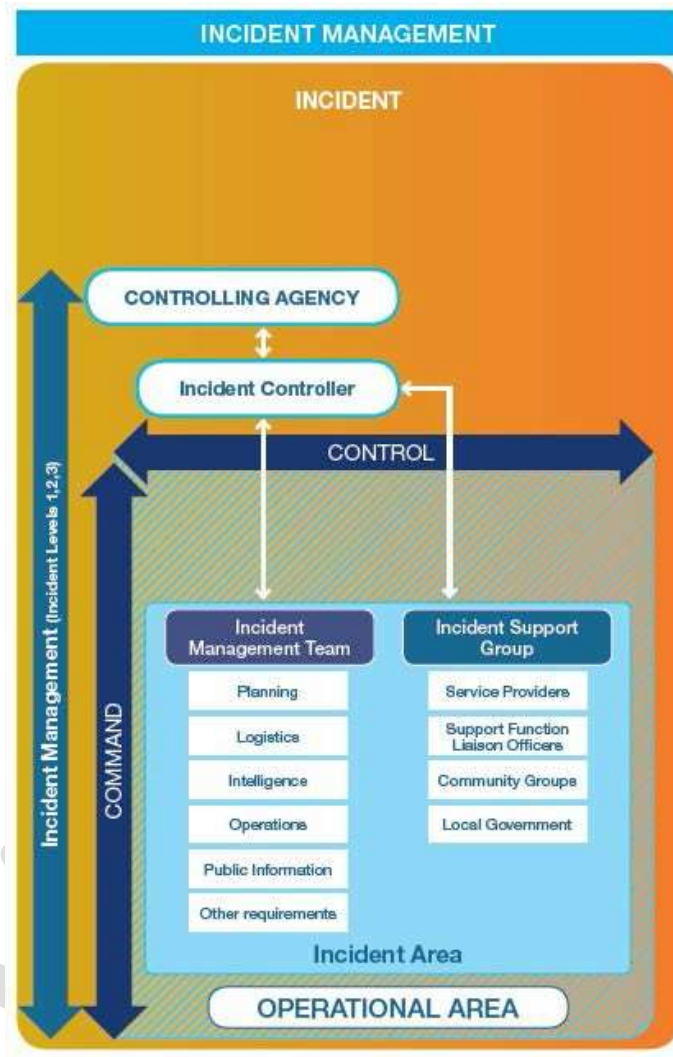 INCIDENT MANAGEMENT
INCIDENT
CONTROLLING AGENCY
Incident Controller
CONTROL
Incident Management (Incident Levels 1,2,3)
COMMAND
Incident
Management Team
Planning
Logistics
Intelligence
Operations
Public Information
Other requirements
Incident Support
Group
Service Providers
Support Function
Liaison Officers
Community Groups
Local Government
Incident Area
OPERATIONAL AREA